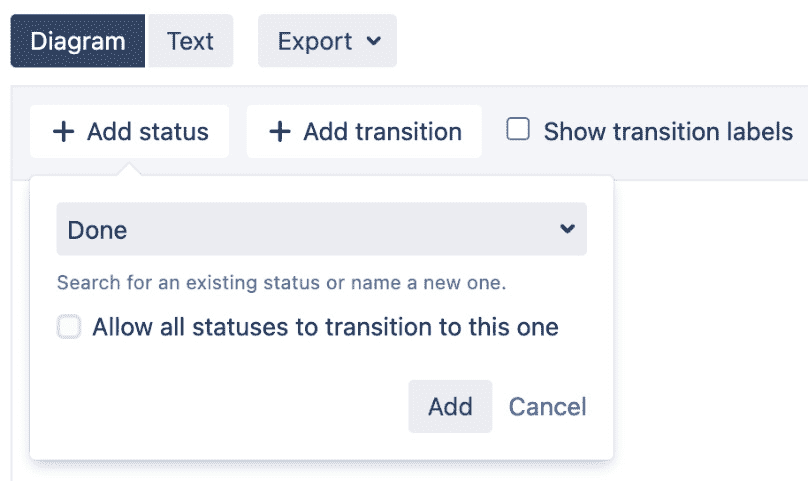 Diagram Text Export
+ Add status + Add transition Show transition labels
Done
Search for an existing status or name a new one.
Allow all statuses to transition to this one
Add Cancel